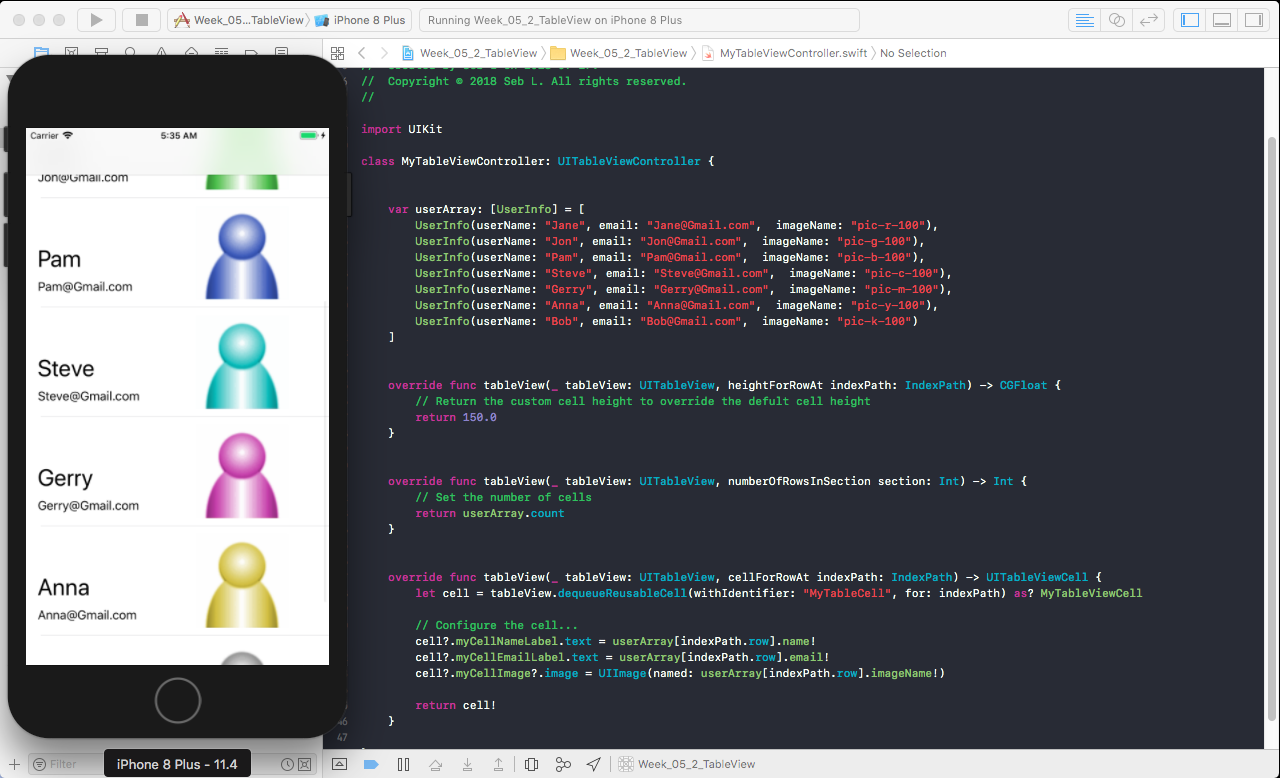 Week_05...TableView
iPhone 8 Plus
Running Week_05_2_TableView on iPhone 8 Plus
Week_05_2_TableView
Week_05_2_TableView
MyTableViewController.swift
No Selection
Carrier
5:35 AM
Jon@Gmail.com
Pam
Pam@Gmail.com
Steve
Steve@Gmail.com
Gerry
Gerry@Gmail.com
Anna
Anna@Gmail.com
// Copyright © 2018 Seb L. All rights reserved.
//
import UIKit
class MyTableViewController: UITableViewController {
var userArray: [UserInfo] = [
UserInfo(userName: "Jane", email: "Jane@Gmail.com", imageName: "pic-r-100"),
UserInfo(userName: "Jon", email: "Jon@Gmail.com", imageName: "pic-g-100"),
UserInfo(userName: "Pam", email: "Pam@Gmail.com", imageName: "pic-b-100"),
UserInfo(userName: "Steve", email: "Steve@Gmail.com", imageName: "pic-c-100"),
UserInfo(userName: "Gerry", email: "Gerry@Gmail.com", imageName: "pic-m-100"),
UserInfo(userName: "Anna", email: "Anna@Gmail.com", imageName: "pic-y-100"),
UserInfo(userName: "Bob", email: "Bob@Gmail.com", imageName: "pic-k-100")
]
override func tableView(_ tableView: UITableView, heightForRowAt indexPath: IndexPath) -> CGFloat {
// Return the custom cell height to override the defult cell height
return 150.0
}
override func tableView(_ tableView: UITableView, numberOfRowsInSection section: Int) -> Int {
// Set the number of cells
return userArray.count
}
override func tableView(_ tableView: UITableView, cellForRowAt indexPath: IndexPath) -> UITableViewCell {
let cell = tableView.dequeueReusableCell(withIdentifier: "MyTableCell", for: indexPath) as? MyTableViewCell
// Configure the cell...
cell?.myCellNameLabel.text = userArray[indexPath.row].name!
cell?.myCellEmailLabel.text = userArray[indexPath.row].email!
cell?.myCellImage?.image = UIImage(named: userArray[indexPath.row].imageName!)
return cell!
46 }
47
Filter
iPhone 8 Plus - 11.4
Week_05_2_TableView